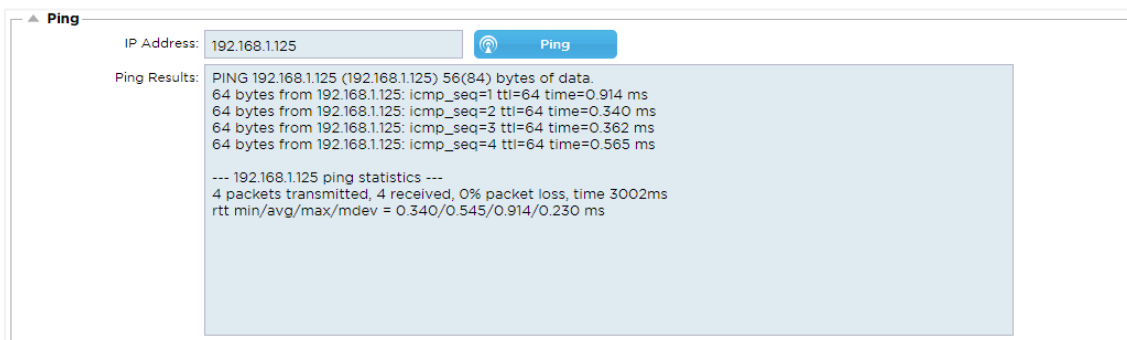 Ping
IP Address: 192.168.1.125 Ping
Ping Results: PING 192.168.1.125 (192.168.1.125) 56(84) bytes of data.
64 bytes from 192.168.1.125: icmp_seq=1 ttl=64 time=0.914 ms
64 bytes from 192.168.1.125: icmp_seq=2 ttl=64 time=0.340 ms
64 bytes from 192.168.1.125: icmp_seq=3 ttl=64 time=0.362 ms
64 bytes from 192.168.1.125: icmp_seq=4 ttl=64 time=0.565 ms
--- 192.168.1.125 ping statistics ---
4 packets transmitted, 4 received, 0% packet loss, time 3002ms
rtt min/avg/max/mdev = 0.340/0.545/0.914/0.230 ms